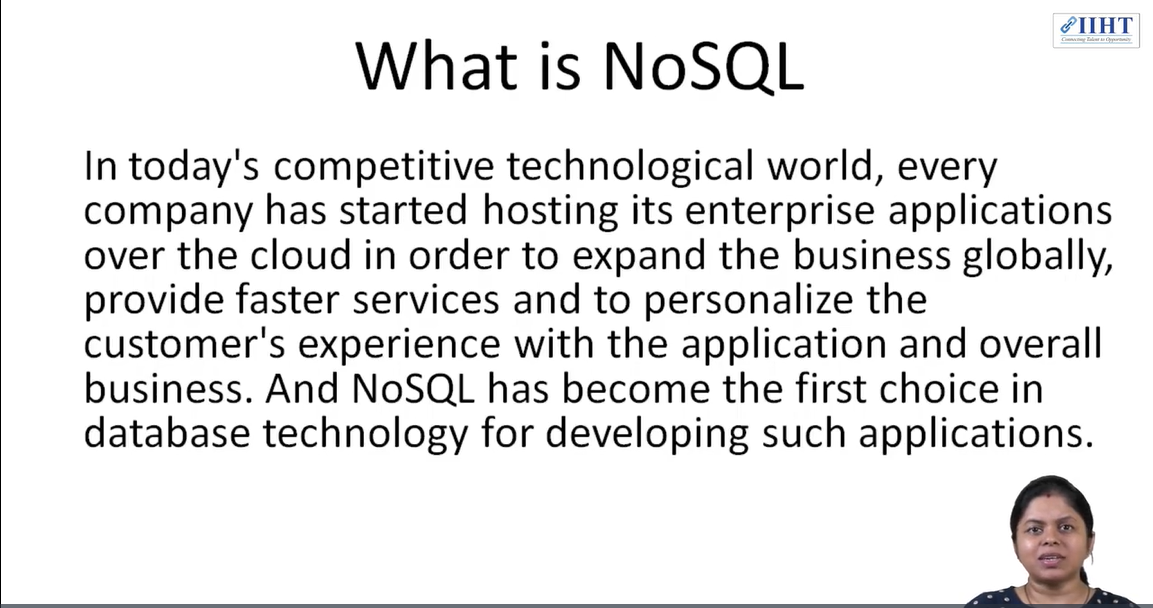 IIHT
Connecting Talent to Opportunity
What is NoSQL
In today's competitive technological world, every
company has started hosting its enterprise applications
over the cloud in order to expand the business globally,
provide faster services and to personalize the
customer's experience with the application and overall
business. And NoSQL has become the first choice in
database technology for developing such applications.